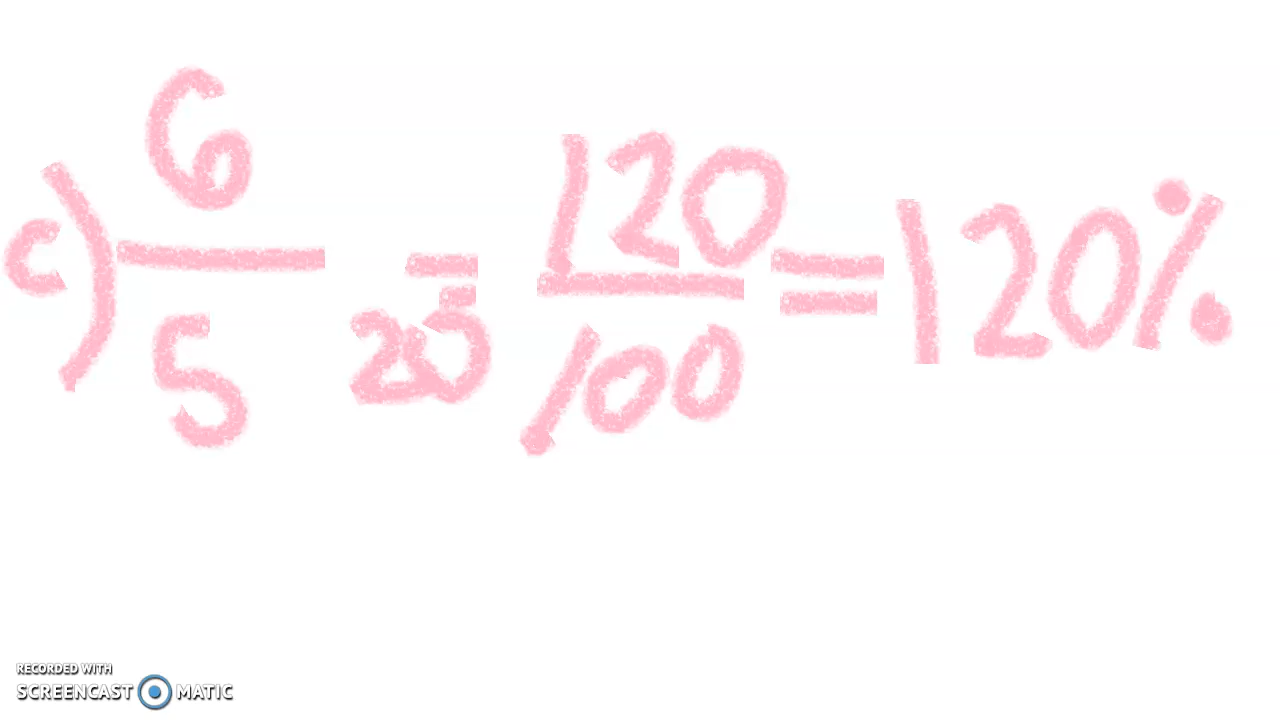 c) 6/5 = 120/100 = 120%
20
RECORDED WITH
SCREENCAST MATIC